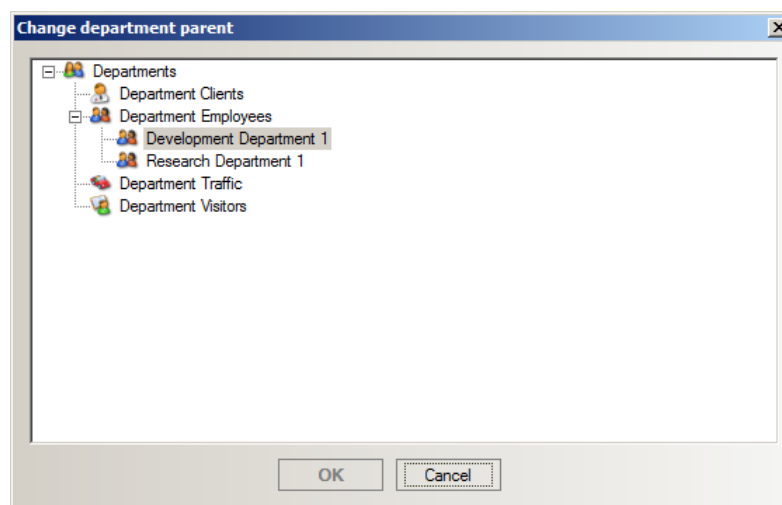 Change department parent
Departments
Department Clients
Department Employees
Development Department 1
Research Department 1
Department Traffic
Department Visitors
OK
Cancel